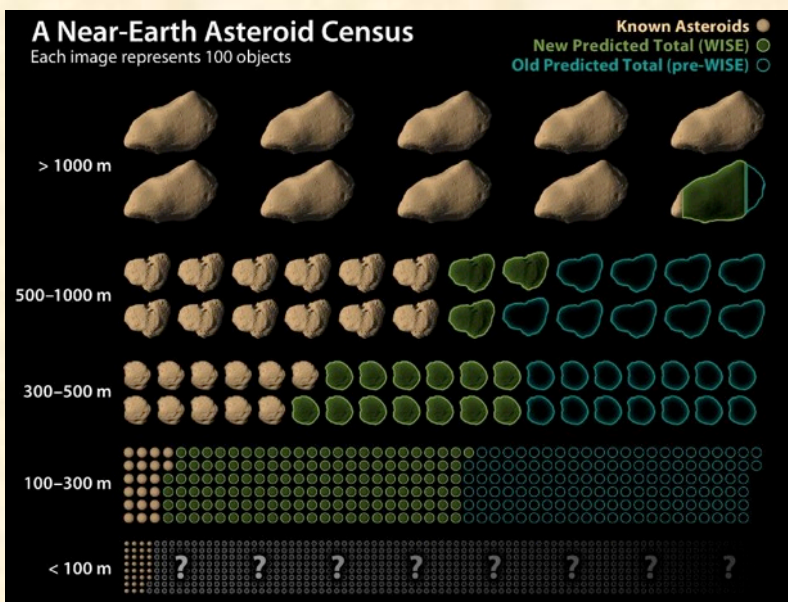 A Near-Earth Asteroid Census
Each image represents 100 objects
Known Asteroids
New Predicted Total (WISE)
Old Predicted Total (pre-WISE)
> 1000 m
500–1000 m
300–500 m
100–300 m
< 100 m
? ? ? ? ? ? ? ?